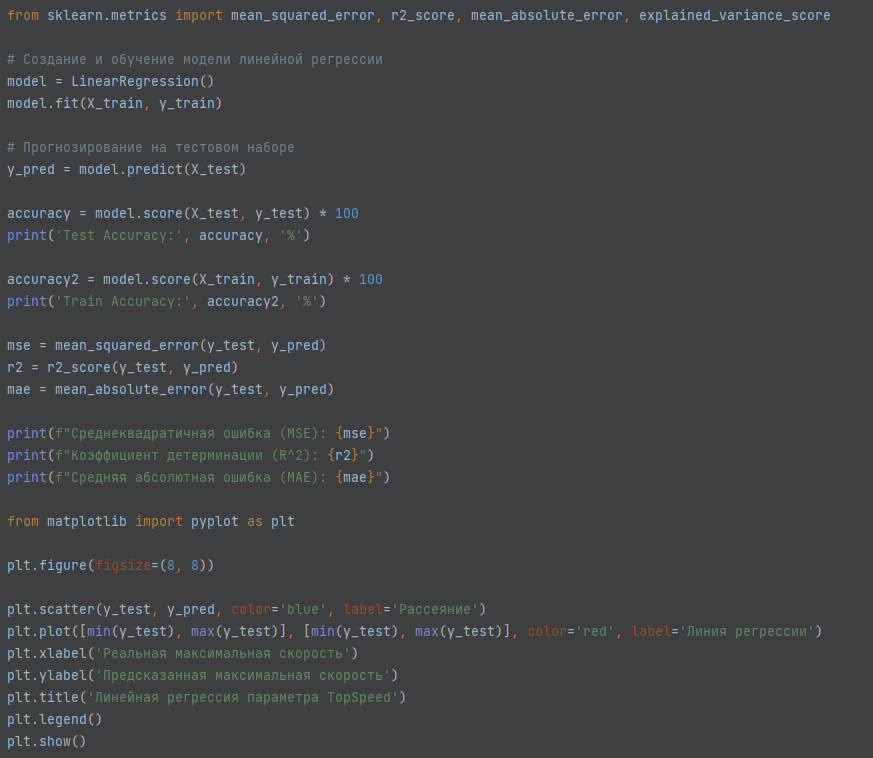 from sklearn.metrics import mean_squared_error, r2_score, mean_absolute_error, explained_variance_score
# Создание и обучение модели линейной регрессии
model = LinearRegression()
model.fit(X_train, y_train)
# Прогнозирование на тестовом наборе
y_pred = model.predict(X_test)
accuracy = model.score(X_test, y_test) * 100
print('Test Accuracy:', accuracy, '%')
accuracy2 = model.score(X_train, y_train) * 100
print('Train Accuracy:', accuracy2, '%')
mse = mean_squared_error(y_test, y_pred)
r2 = r2_score(y_test, y_pred)
mae = mean_absolute_error(y_test, y_pred)
print(f"Среднеквадратичная ошибка (MSE): {mse}")
print(f"Коэффициент детерминации (R^2): {r2}")
print(f"Средняя абсолютная ошибка (MAE): {mae}")
from matplotlib import pyplot as plt
plt.figure(figsize=(8, 8))
plt.scatter(y_test, y_pred, color='blue', label='Рассеяние')
plt.plot([min(y_test), max(y_test)], [min(y_test), max(y_test)], color='red', label='Линия регрессии')
plt.xlabel('Реальная максимальная скорость')
plt.ylabel('Предсказанная максимальная скорость')
plt.title('Линейная регрессия параметра TopSpeed')
plt.legend()
plt.show()